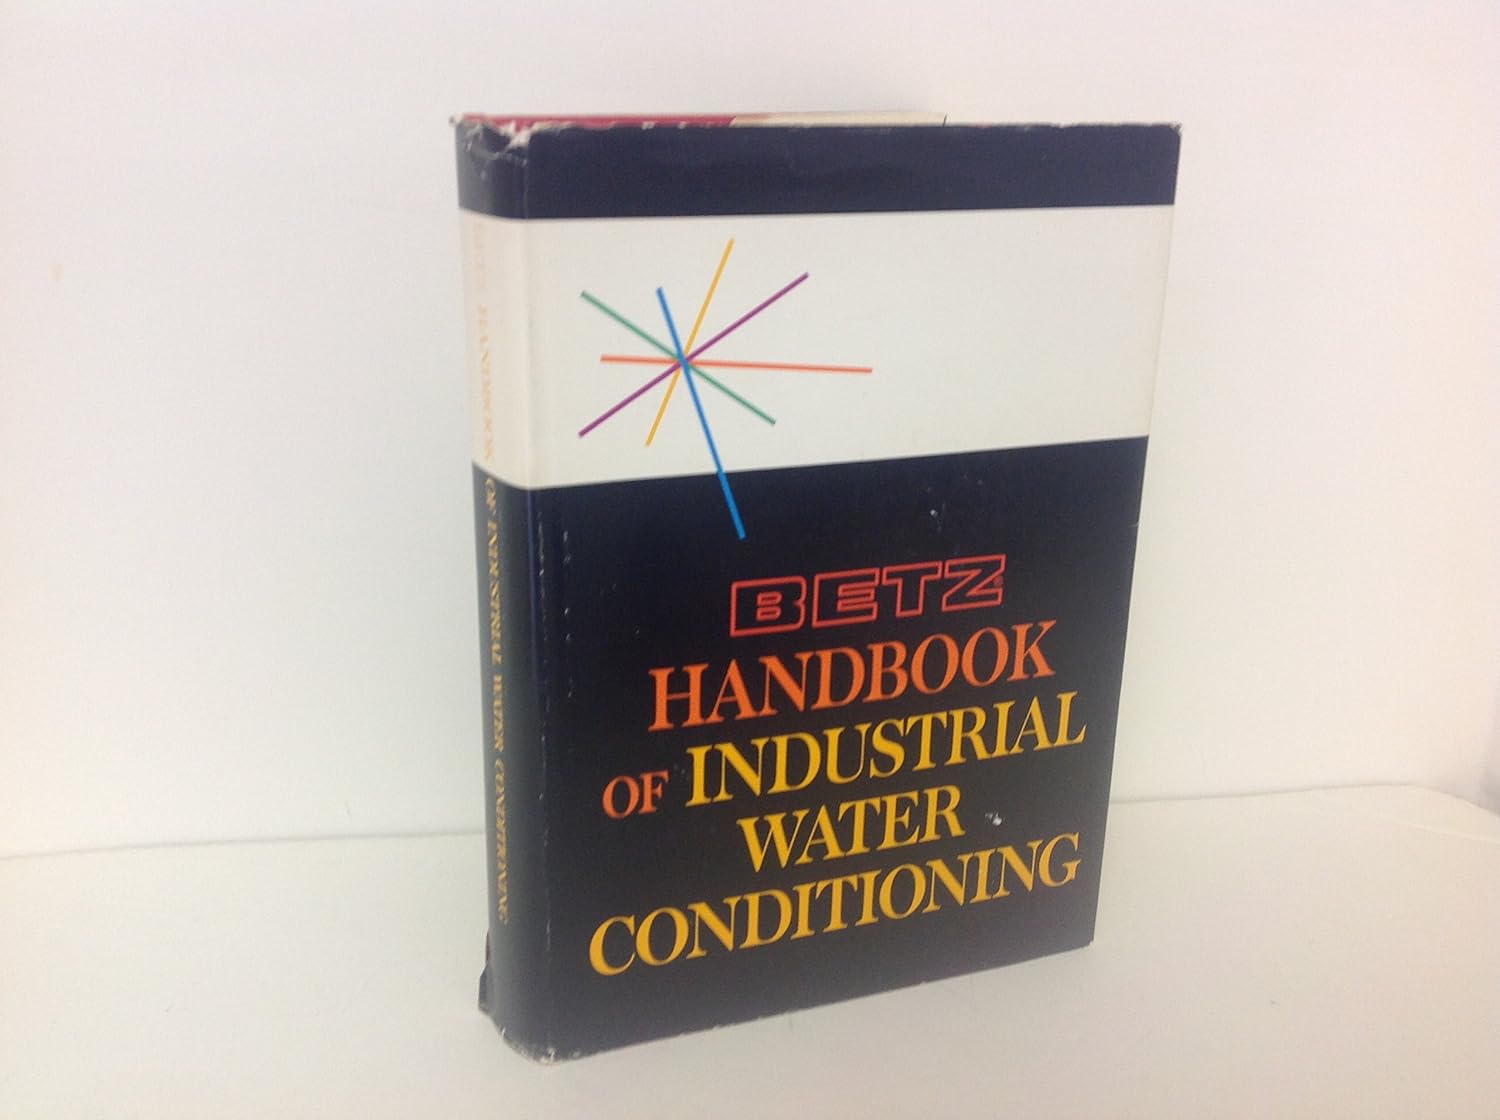 BETZ®
HANDBOOK
OF INDUSTRIAL
WATER
CONDITIONING
BETZ HANDBOOK OF INDUSTRIAL WATER CONDITIONING